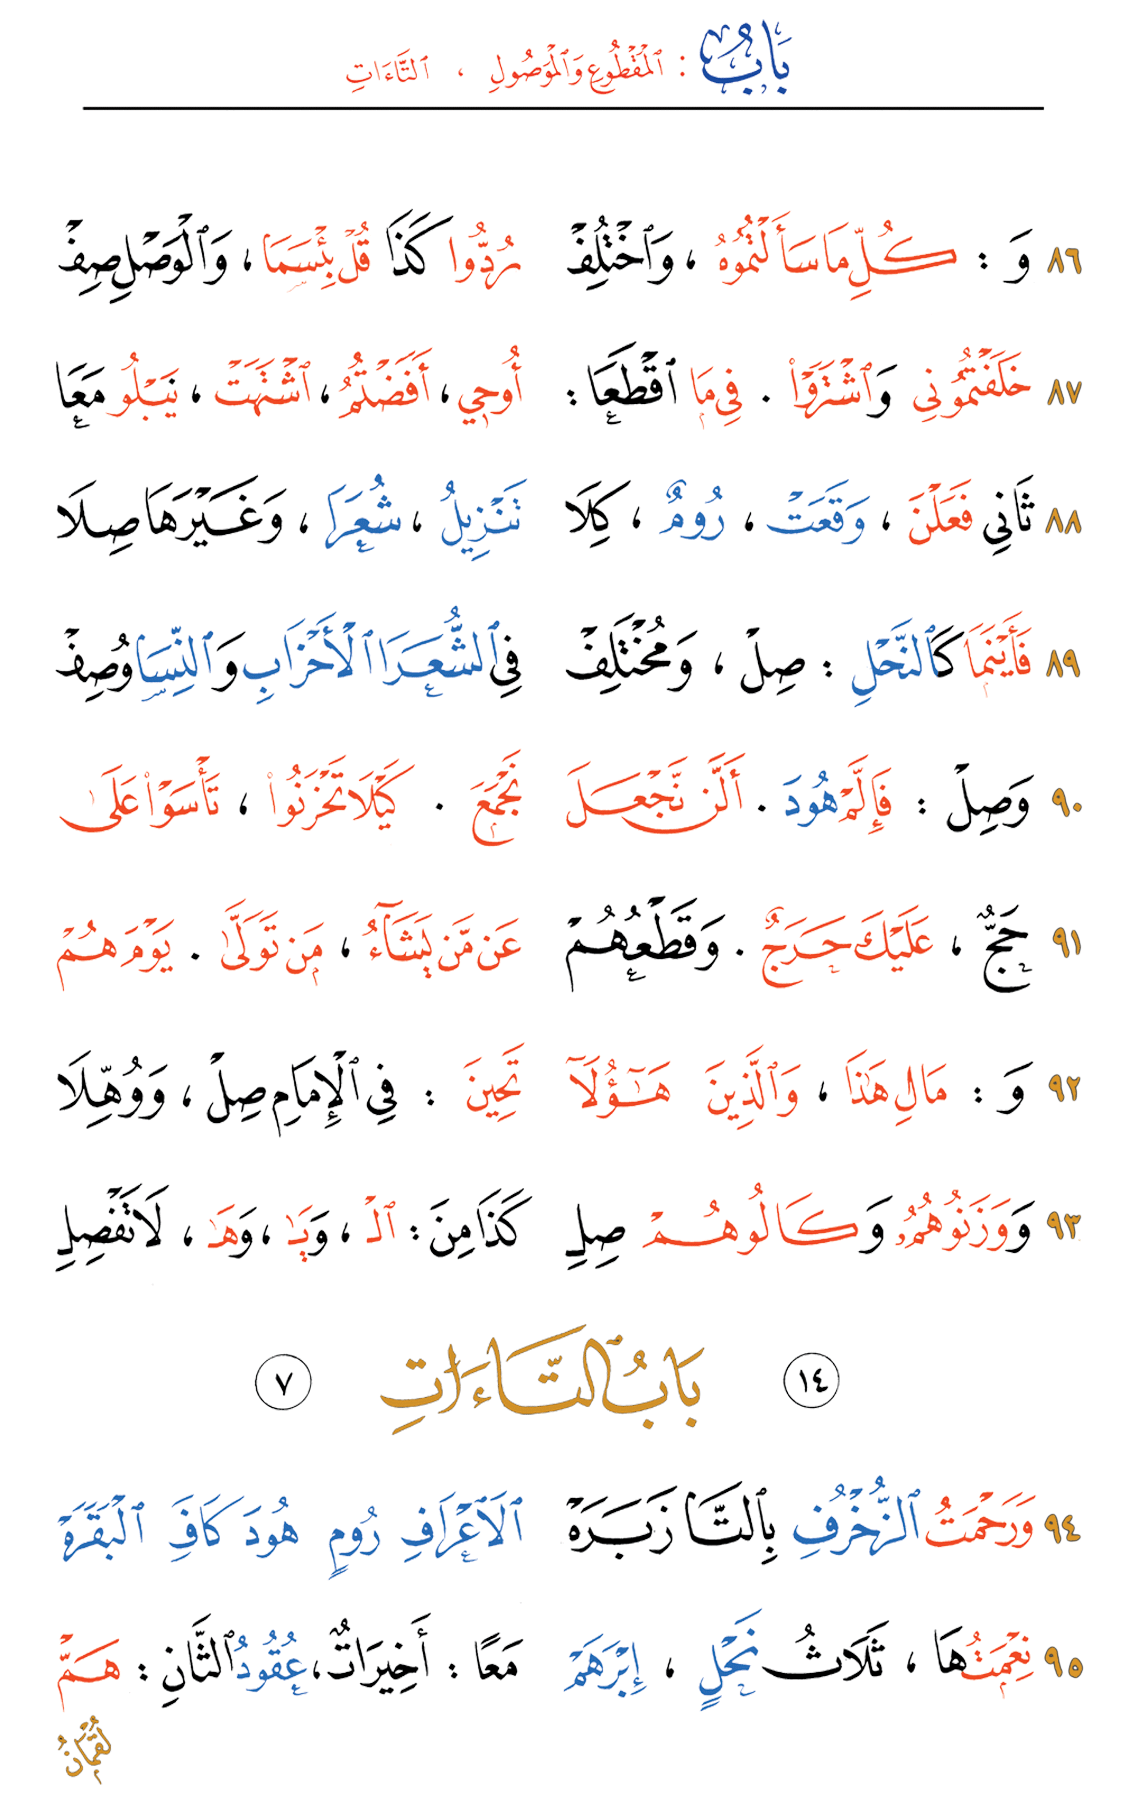 بَابُ : ٱلْمَقْطُوعِ وَٱلْمَوْصُولِ ، ٱلتَّاءَاتِ
٨٦ وَ : كُلِّ مَا سَأَلْتُمُوهُ ، وَٱخْتُلِفْ رُدُّوا كَذَا قُلْ بِئْسَمَا ، وَٱلْوَصْلَ صِفْ
٨٧ خَلَفْتُمُونِي وَٱشْتَرَوْا . فِي مَا ٱقْطَعَا : أُوحِي ، أَفَضْتُمُ ، ٱشْتَهَتْ ، يَبْلُو مَعَا
٨٨ ثَانِي فَعَلْنَ ، وَقَعَتْ ، رُومٌ ، كِلَا تَنْزِيلُ ، شُعَرَا ، وَغَيْرَهَا صِلَا
٨٩ فَأَيْنَمَا كَٱلنَّحْلِ : صِلْ ، وَمُخْتَلِفْ فِي ٱلشُّعَرَا ٱلْأَحْزَابِ وَٱلنِّسَا وُصِفْ
٩٠ وَصِلْ : فَإِلَّمْ هُودَ . أَلَّن نَّجْعَلَ نَجْمَعَ . كَيْلَا تَحْزَنُوا ، تَأْسَوْا عَلَىٰ
٩١ حَجٌّ ، عَلَيْكَ حَرَجٌ . وَقَطْعُهُمْ عَن مَّن يَشَآءُ ، مَن تَوَلَّىٰ . يَوْمَ هُمْ
٩٢ وَ : مَالِ هَٰذَا ، وَٱلَّذِينَ هَٰٓؤُلَآ تَحِينَ : فِي ٱلْإِمَامِ صِلْ ، وَوُهِّلَا
٩٣ وَوَزَنُوهُمُ وَكَالُوهُمْ صِلِ كَذَا مِنَ : ٱلْ ، وَيَٰ ، وَهَٰ ، لَا تَفْصِلِ
١٤ بَابُ ٱلتَّاءَاتِ ٧
٩٤ وَرَحْمَتُ ٱلزُّخْرُفِ بِٱلتَّا زَبَرَهْ ٱلَاعْرَافِ رُومٍ هُودَ كَافِ ٱلْبَقَرَهْ
٩٥ نِعْمَتُهَا ، ثَلَاثُ نَحْلٍ ، إِبْرَهَمْ مَعًا : أَخِيرَاتٌ ، عُقُودُ ٱلثَّانِ : هَمّْ
لُقْمَانُ